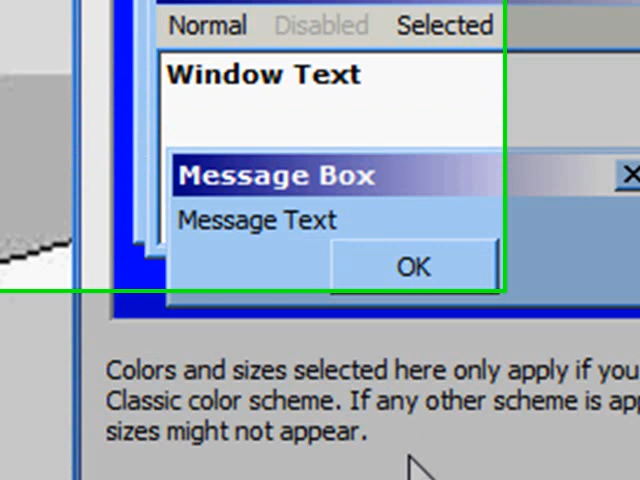 Normal Disabled Selected
Window Text
Message Box
Message Text
OK
Colors and sizes selected here only apply if you
Classic color scheme. If any other scheme is
sizes might not appear.